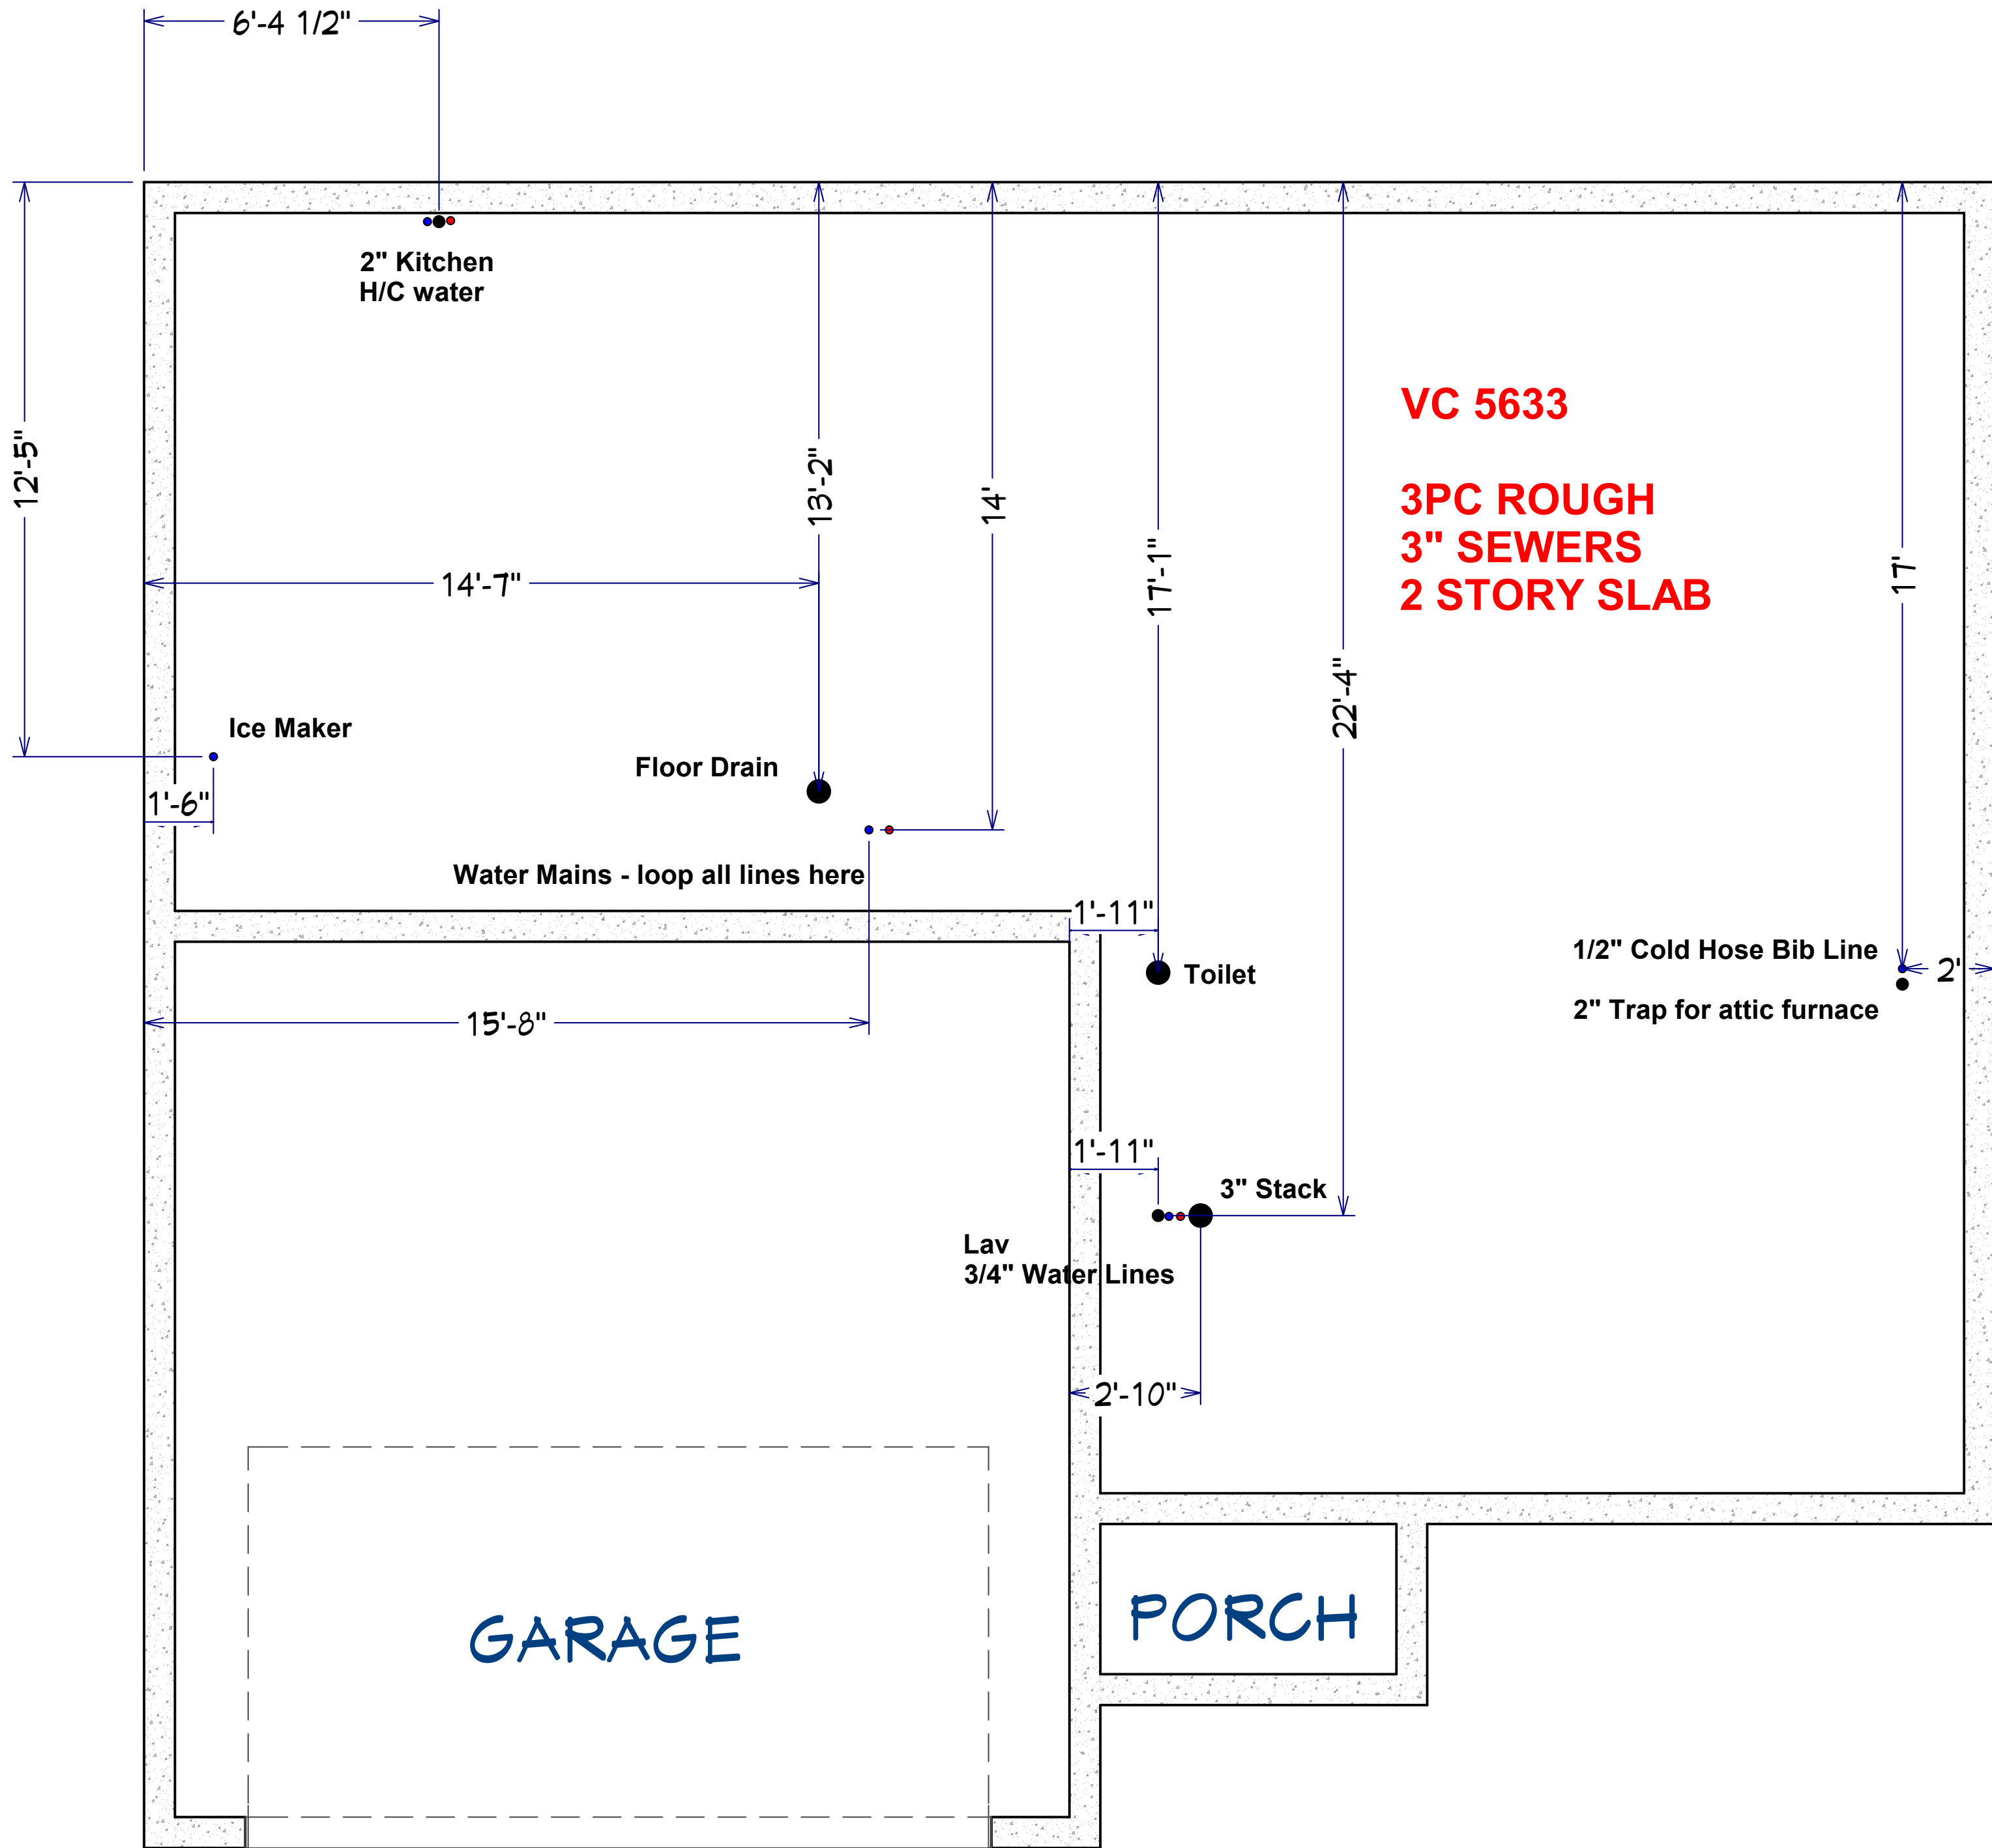 6'-4 1/2"
2" Kitchen
H/C water
12'-5"
13'-2"
14'
17'-1"
22'-4"
17'
VC 5633
3PC ROUGH
3" SEWERS
2 STORY SLAB
14'-7"
Ice Maker
1'-6"
Floor Drain
Water Mains - loop all lines here
1'-11"
Toilet
1/2" Cold Hose Bib Line
2'
2" Trap for attic furnace
15'-8"
1'-11"
3" Stack
Lav
3/4" Water Lines
2'-10"
GARAGE
PORCH